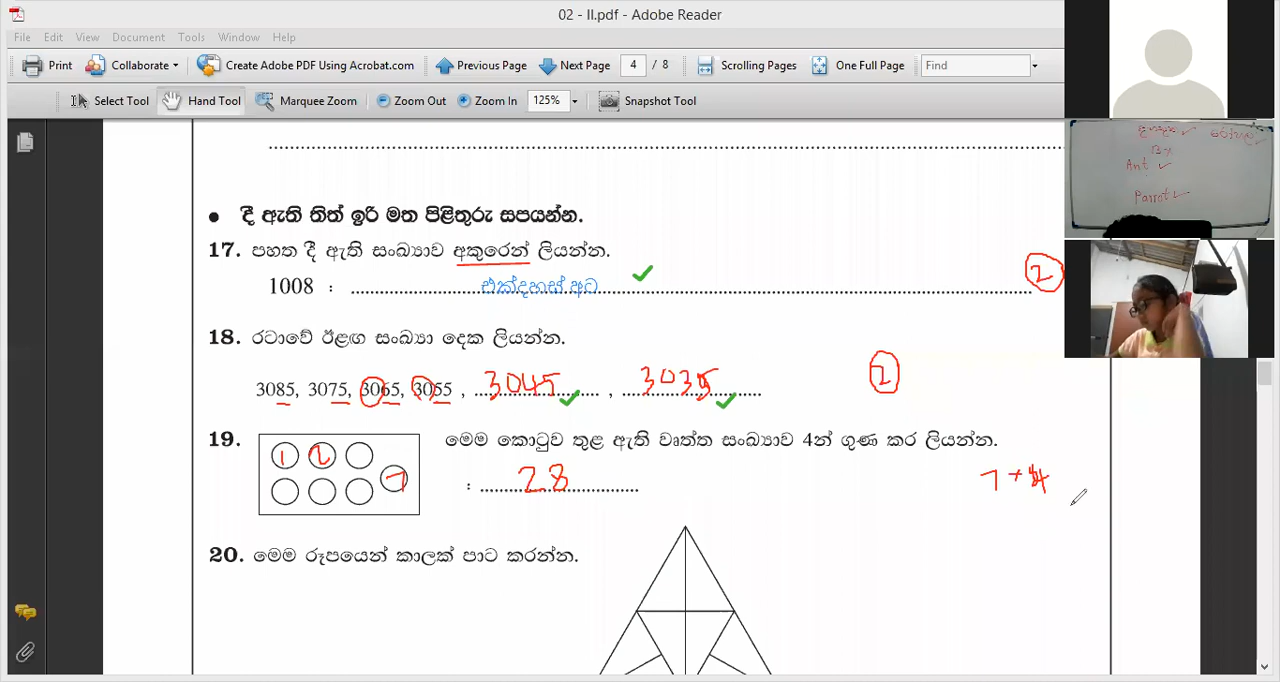 02 - II.pdf - Adobe Reader
File Edit View Document Tools Window Help
Print Collaborate Create Adobe PDF Using Acrobat.com Previous Page Next Page 4 / 8 Scrolling Pages One Full Page Find
Select Tool Hand Tool Marquee Zoom Zoom Out Zoom In 125% Snapshot Tool
Ant
Parrot
• දී ඇති තිත් ඉරි මත පිළිතුරු සපයන්න.
17. පහත දී ඇති සංඛ්‍යාව අකුරෙන් ලියන්න.
2
1008 : එක්දහස් අට
18. රටාවේ ඊළඟ සංඛ්‍යා දෙක ලියන්න.
2
3085, 3075, 3065, 3055 , 3045 , 3035
19. මෙම කොටුව තුළ ඇති වෘත්ත සංඛ්‍යාව 4න් ගුණ කර ලියන්න.
1 2
7
: 28
7 × 4
20. මෙම රූපයෙන් කාලක් පාට කරන්න.